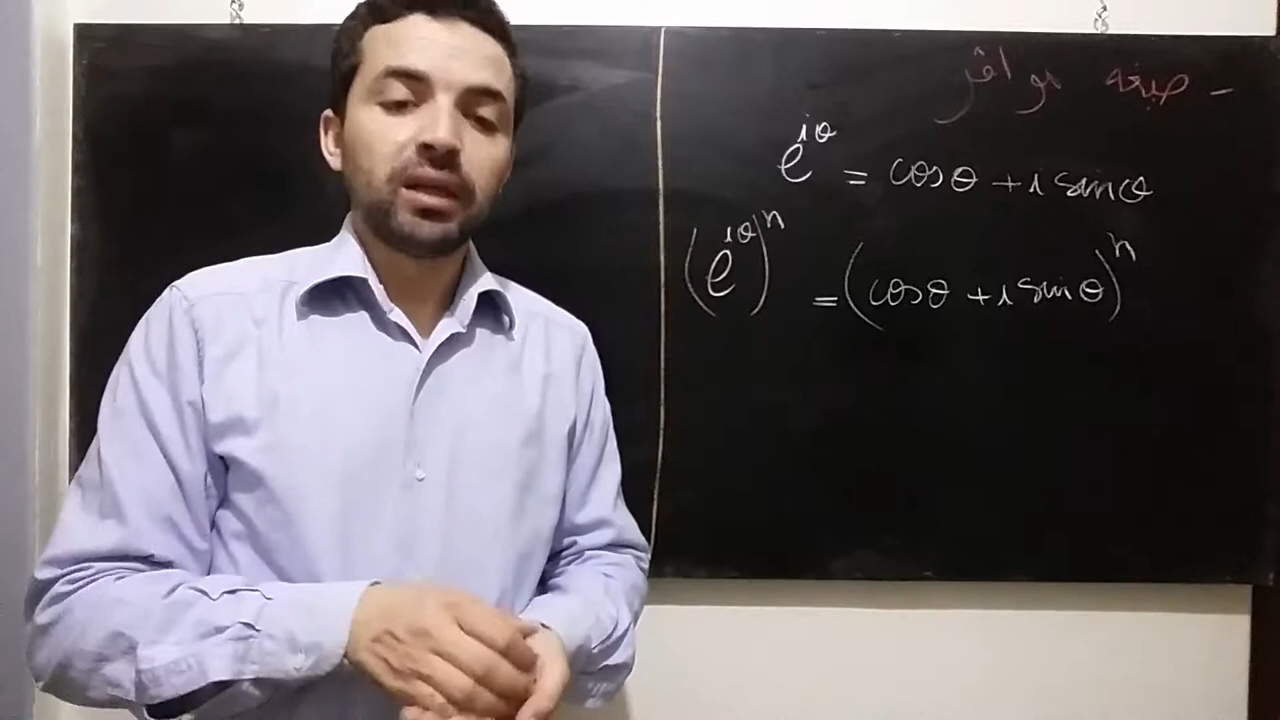 - صيغة موافر
e^{iθ} = cosθ + i sinθ
(e^{iθ})^n = (cosθ + i sinθ)^n